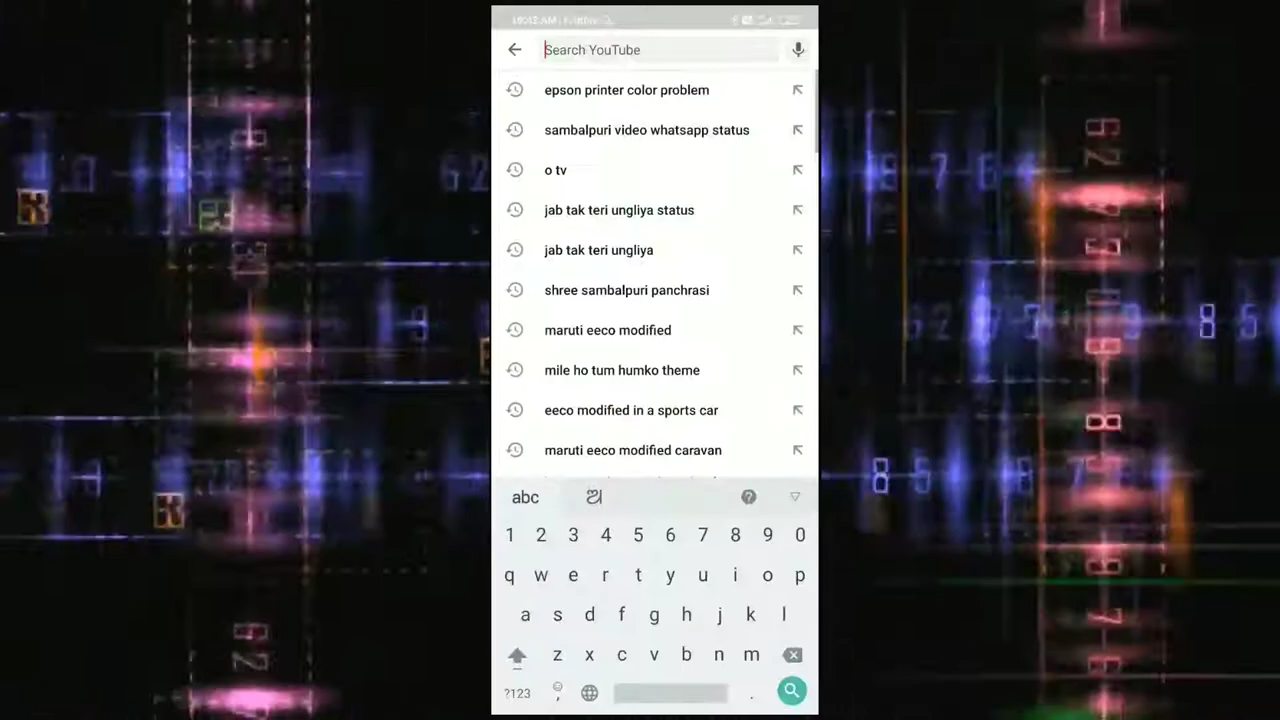 Search YouTube
epson printer color problem
sambalpuri video whatsapp status
o tv
jab tak teri ungliya status
jab tak teri ungliya
shree sambalpuri panchrasi
maruti eeco modified
mile ho tum humko theme
eeco modified in a sports car
maruti eeco modified caravan
abc ଅ
1 2 3 4 5 6 7 8 9 0
q w e r t y u i o p
a s d f g h j k l
z x c v b n m
?123 , .